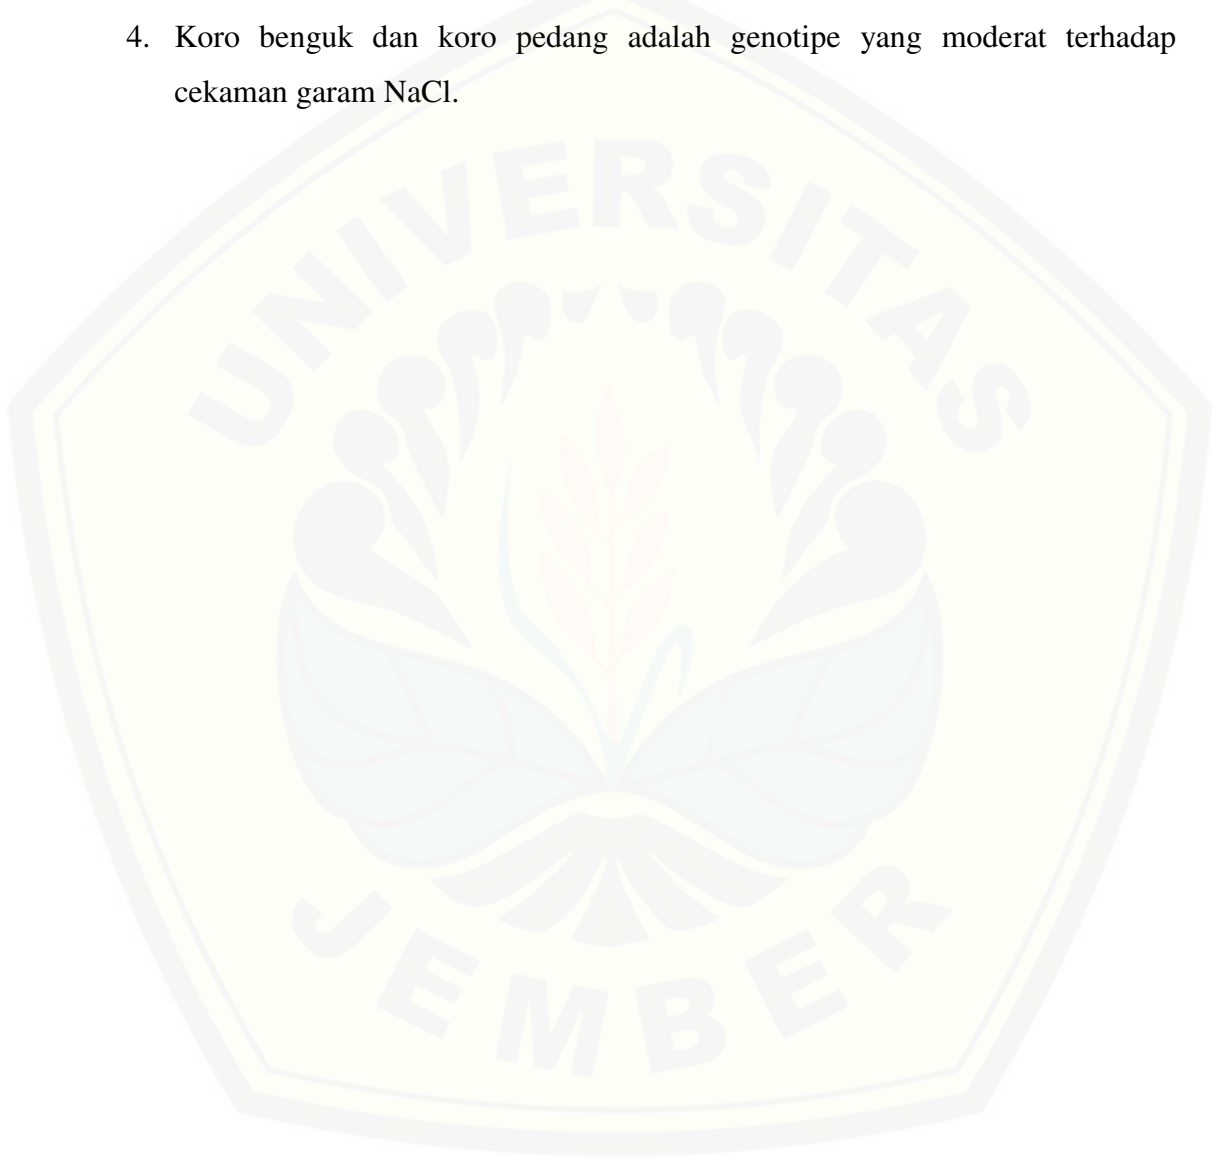 4. Koro benguk dan koro pedang adalah genotipe yang moderat terhadap
cekaman garam NaCl.
UNIVERSITAS
JEMBER